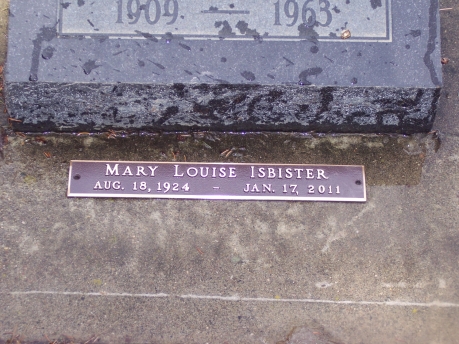 1909 — 1963
MARY LOUISE ISBISTER
AUG. 18, 1924 - JAN. 17, 2011